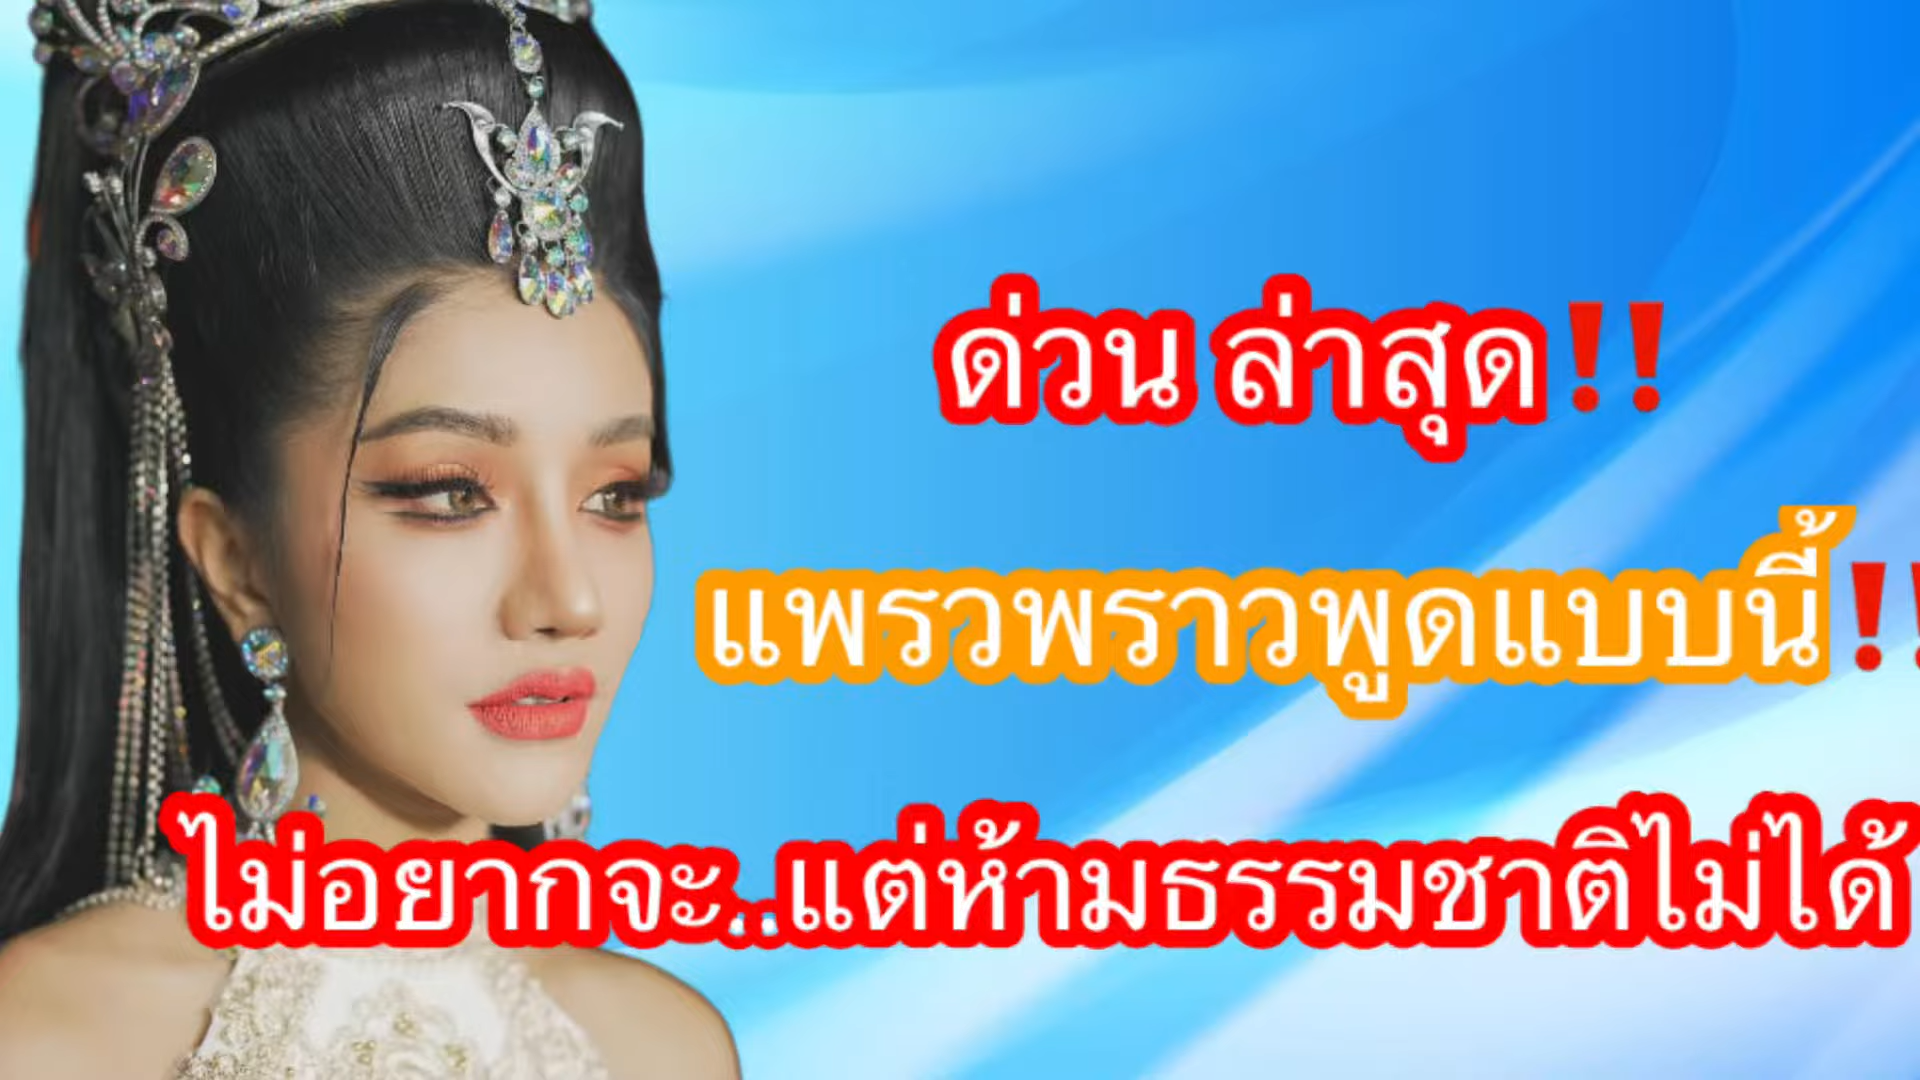 ด่วน ล่าสุด‼
แพรวพราวพูดแบบนี้‼
ไม่อยากจะ..แต่ห้ามธรรมชาติไม่ได้